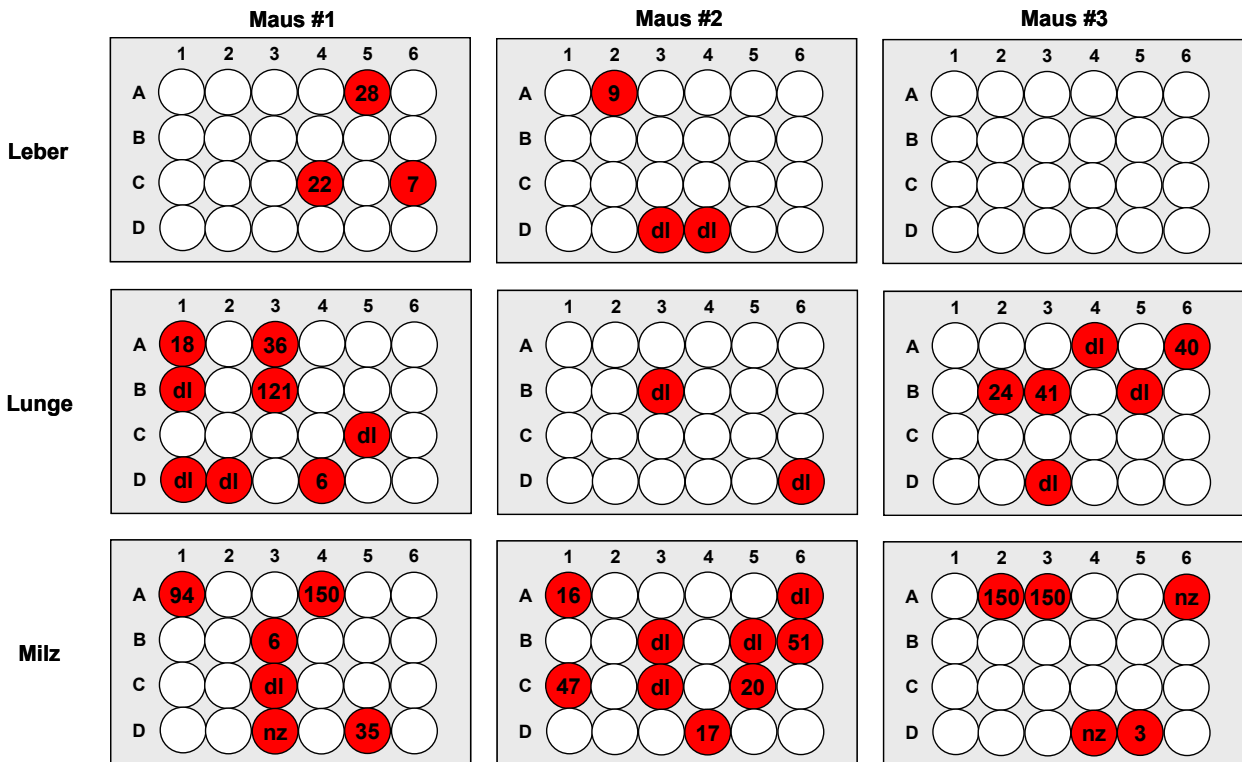 Maus #1 Maus #2 Maus #3
1 2 3 4 5 6 1 2 3 4 5 6 1 2 3 4 5 6
A 28 A 9 A
B B B
Leber
C 22 7 C C
D D dl dl D
1 2 3 4 5 6 1 2 3 4 5 6 1 2 3 4 5 6
A 18 36 A A dl 40
B dl 121 B dl B 24 41 dl
Lunge
C dl C C
D dl dl 6 D dl D dl
1 2 3 4 5 6 1 2 3 4 5 6 1 2 3 4 5 6
A 94 150 A 16 dl A 150 150 nz
B 6 B dl dl 51 B
Milz
C dl C 47 dl 20 C
D nz 35 D 17 D nz 3